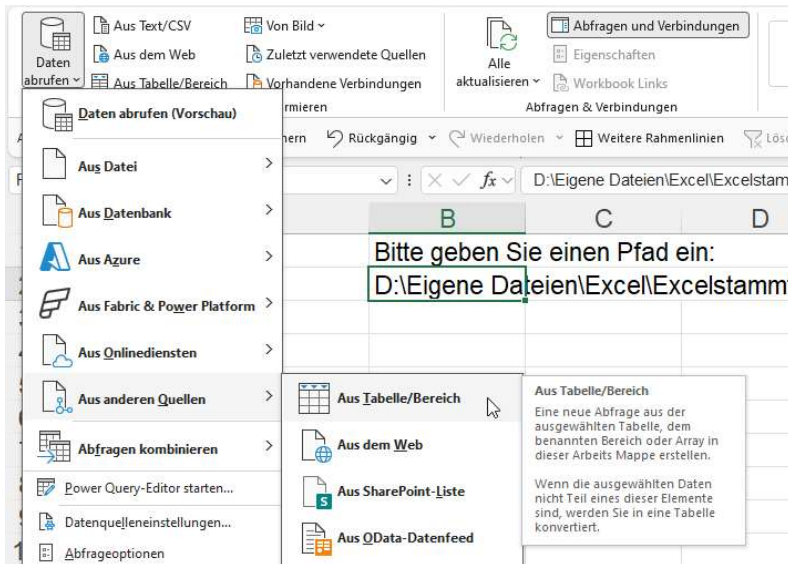 Aus Text/CSV
Von Bild
Aus dem Web
Zuletzt verwendete Quellen
Daten
abrufen
Aus Tabelle/Bereich
Vorhandene Verbindungen
Alle
aktualisieren
Abfragen und Verbindungen
Eigenschaften
Workbook Links
Abfragen & Verbindungen
Rückgängig
Wiederholen
Weitere Rahmenlinien
fx
D:\Eigene Dateien\Excel\Excelstam
B
C
D
Bitte geben Sie einen Pfad ein:
D:\Eigene Dateien\Excel\Excelstamm
Daten abrufen (Vorschau)
Aus Datei
Aus Datenbank
Aus Azure
Aus Fabric & Power Platform
Aus Onlinediensten
Aus anderen Quellen
Abfragen kombinieren
Power Query-Editor starten...
Datenquelleneinstellungen...
Abfrageoptionen
Aus Tabelle/Bereich
Aus dem Web
Aus SharePoint-Liste
Aus OData-Datenfeed
Aus Tabelle/Bereich
Eine neue Abfrage aus der
ausgewählten Tabelle, dem
benannten Bereich oder Array in
dieser Arbeits Mappe erstellen.
Wenn die ausgewählten Daten
nicht Teil eines dieser Elemente
sind, werden Sie in eine Tabelle
konvertiert.